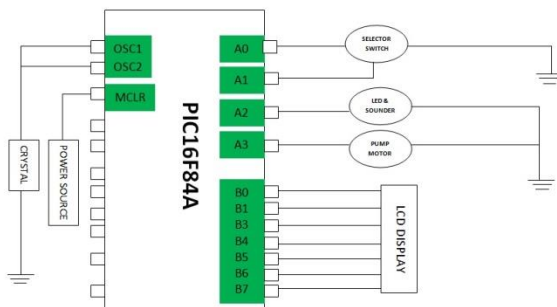 OSC1
OSC2
MCLR
CRYSTAL
POWER SOURCE
PIC16F84A
A0
A1
A2
A3
B0
B1
B3
B4
B5
B6
B7
SELECTOR
SWITCH
LED &
SOUNDER
PUMP
MOTOR
LCD DISPLAY